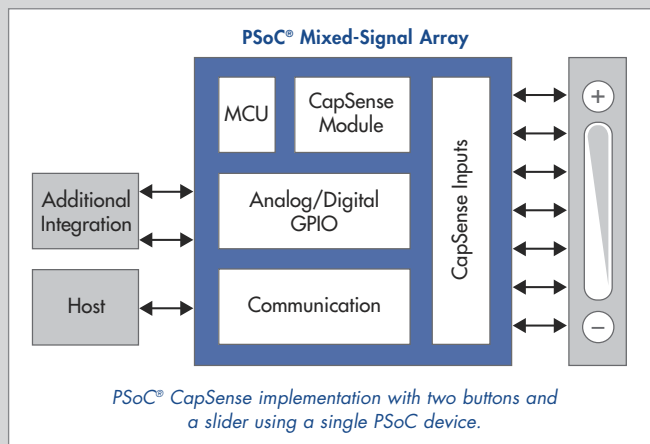 PSoC® Mixed-Signal Array
MCU
CapSense
Module
CapSense Inputs
+
Additional
Integration
Analog/Digital
GPIO
Host
Communication
−
PSoC® CapSense implementation with two buttons and
a slider using a single PSoC device.